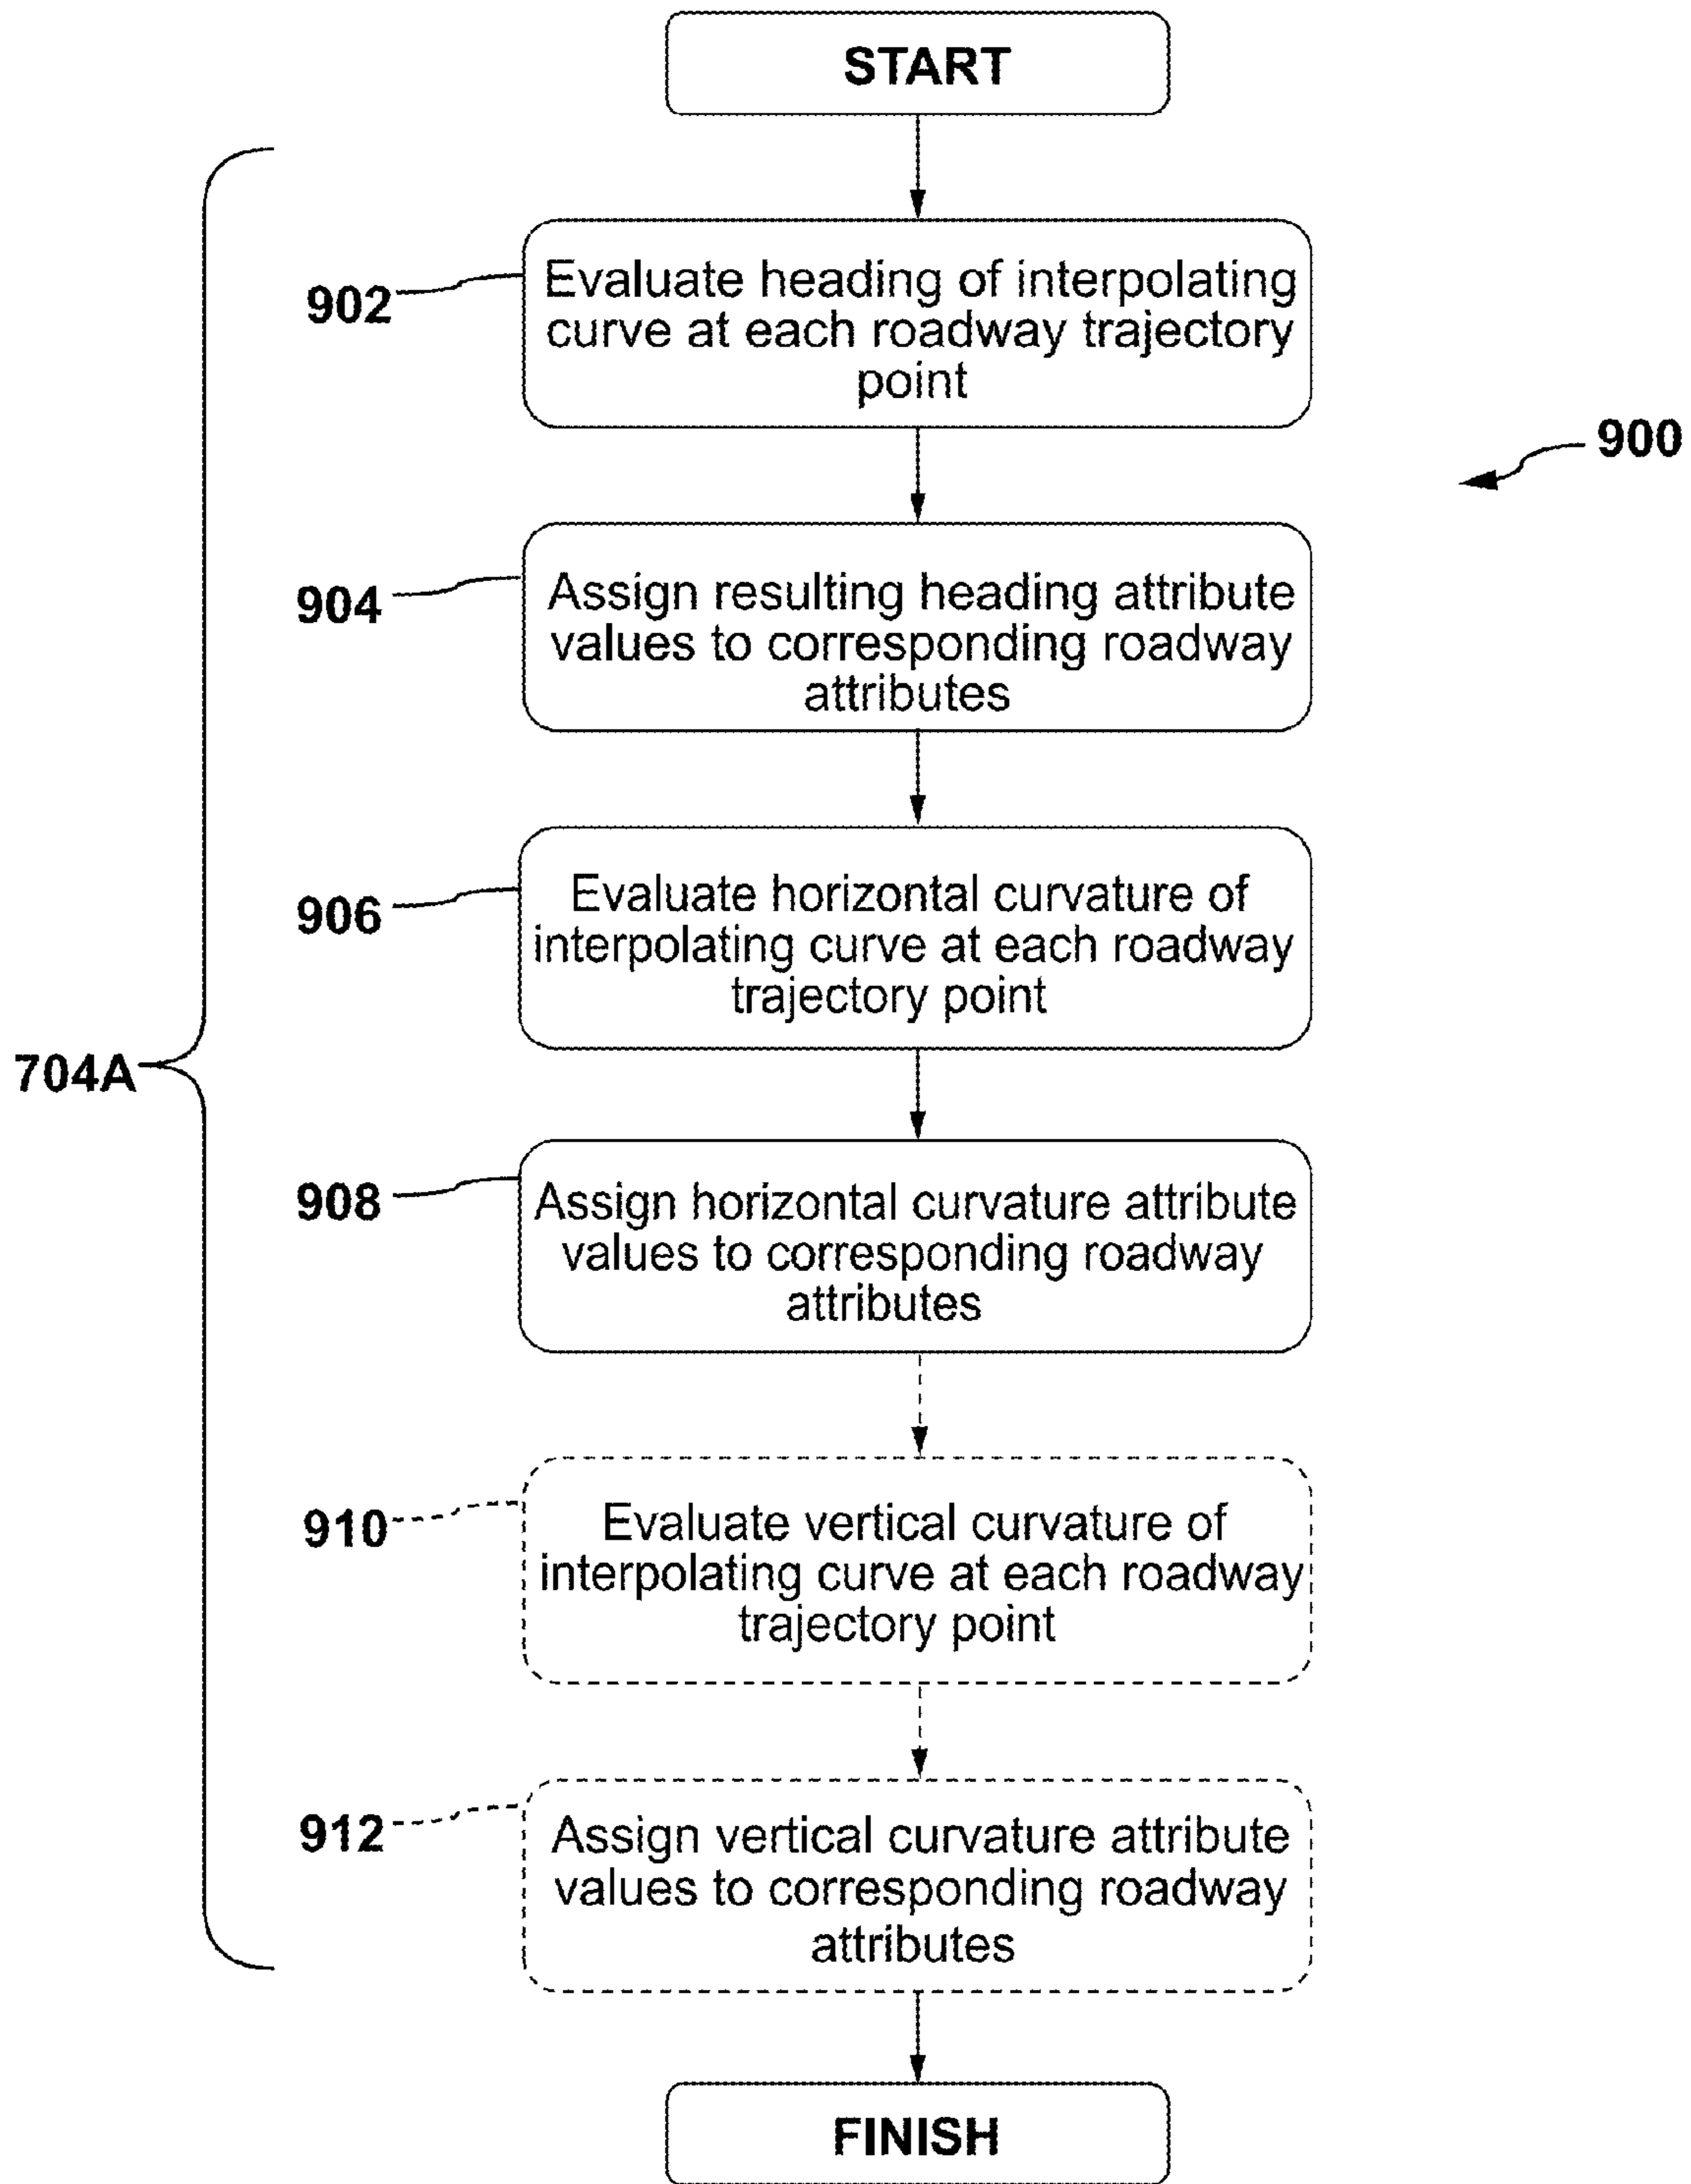 START
902
Evaluate heading of interpolating
curve at each roadway trajectory
point
900
904
Assign resulting heading attribute
values to corresponding roadway
attributes
906
Evaluate horizontal curvature of
interpolating curve at each roadway
trajectory point
704A
908
Assign horizontal curvature attribute
values to corresponding roadway
attributes
910
Evaluate vertical curvature of
interpolating curve at each roadway
trajectory point
912
Assign vertical curvature attribute
values to corresponding roadway
attributes
FINISH